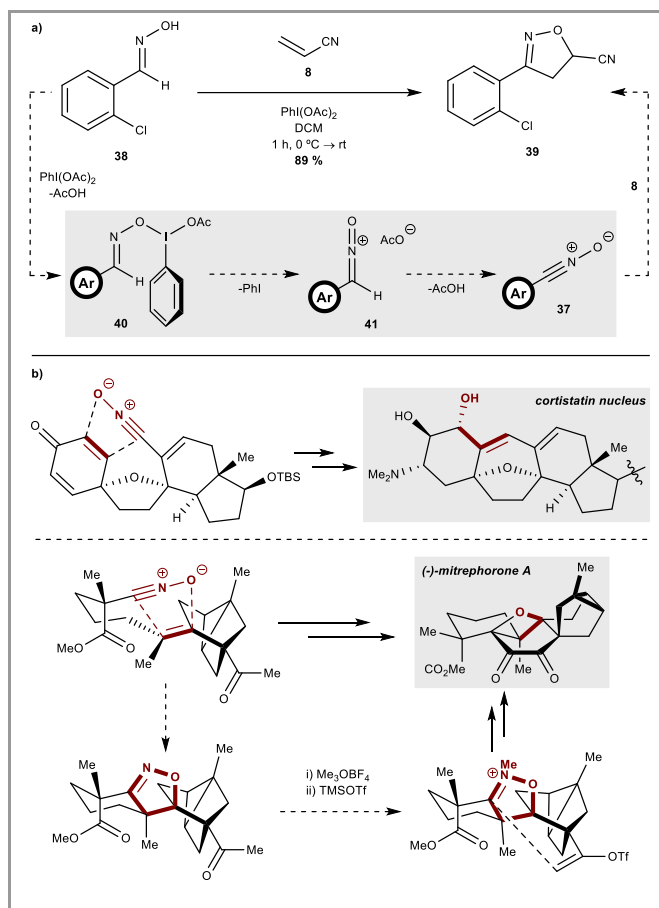 a)
N
OH
H
Cl
38
CN
8
PhI(OAc)₂
DCM
1 h, 0 ºC → rt
89 %
N
O
CN
Cl
39
PhI(OAc)₂
-AcOH
8
Ar
N
O
I
OAc
H
40
-PhI
O
N
⊕
AcO
⊖
Ar
H
41
-AcOH
Ar
N
⊕
O
⊖
37
b)
O
⊖
N
⊕
O
O
Me
OTBS
H
cortistatin nucleus
OH
HO
Me₂N
O
Me
H
Me
N
⊕
O
⊖
Me
MeO
O
Me
O
Me
(-)-mitrephorone A
Me
O
Me
CO₂Me
Me
O
O
Me
N
O
Me
MeO
O
Me
O
Me
i) Me₃OBF₄
ii) TMSOTf
Me
N
⊕
O
Me
Me
MeO
O
Me
OTf